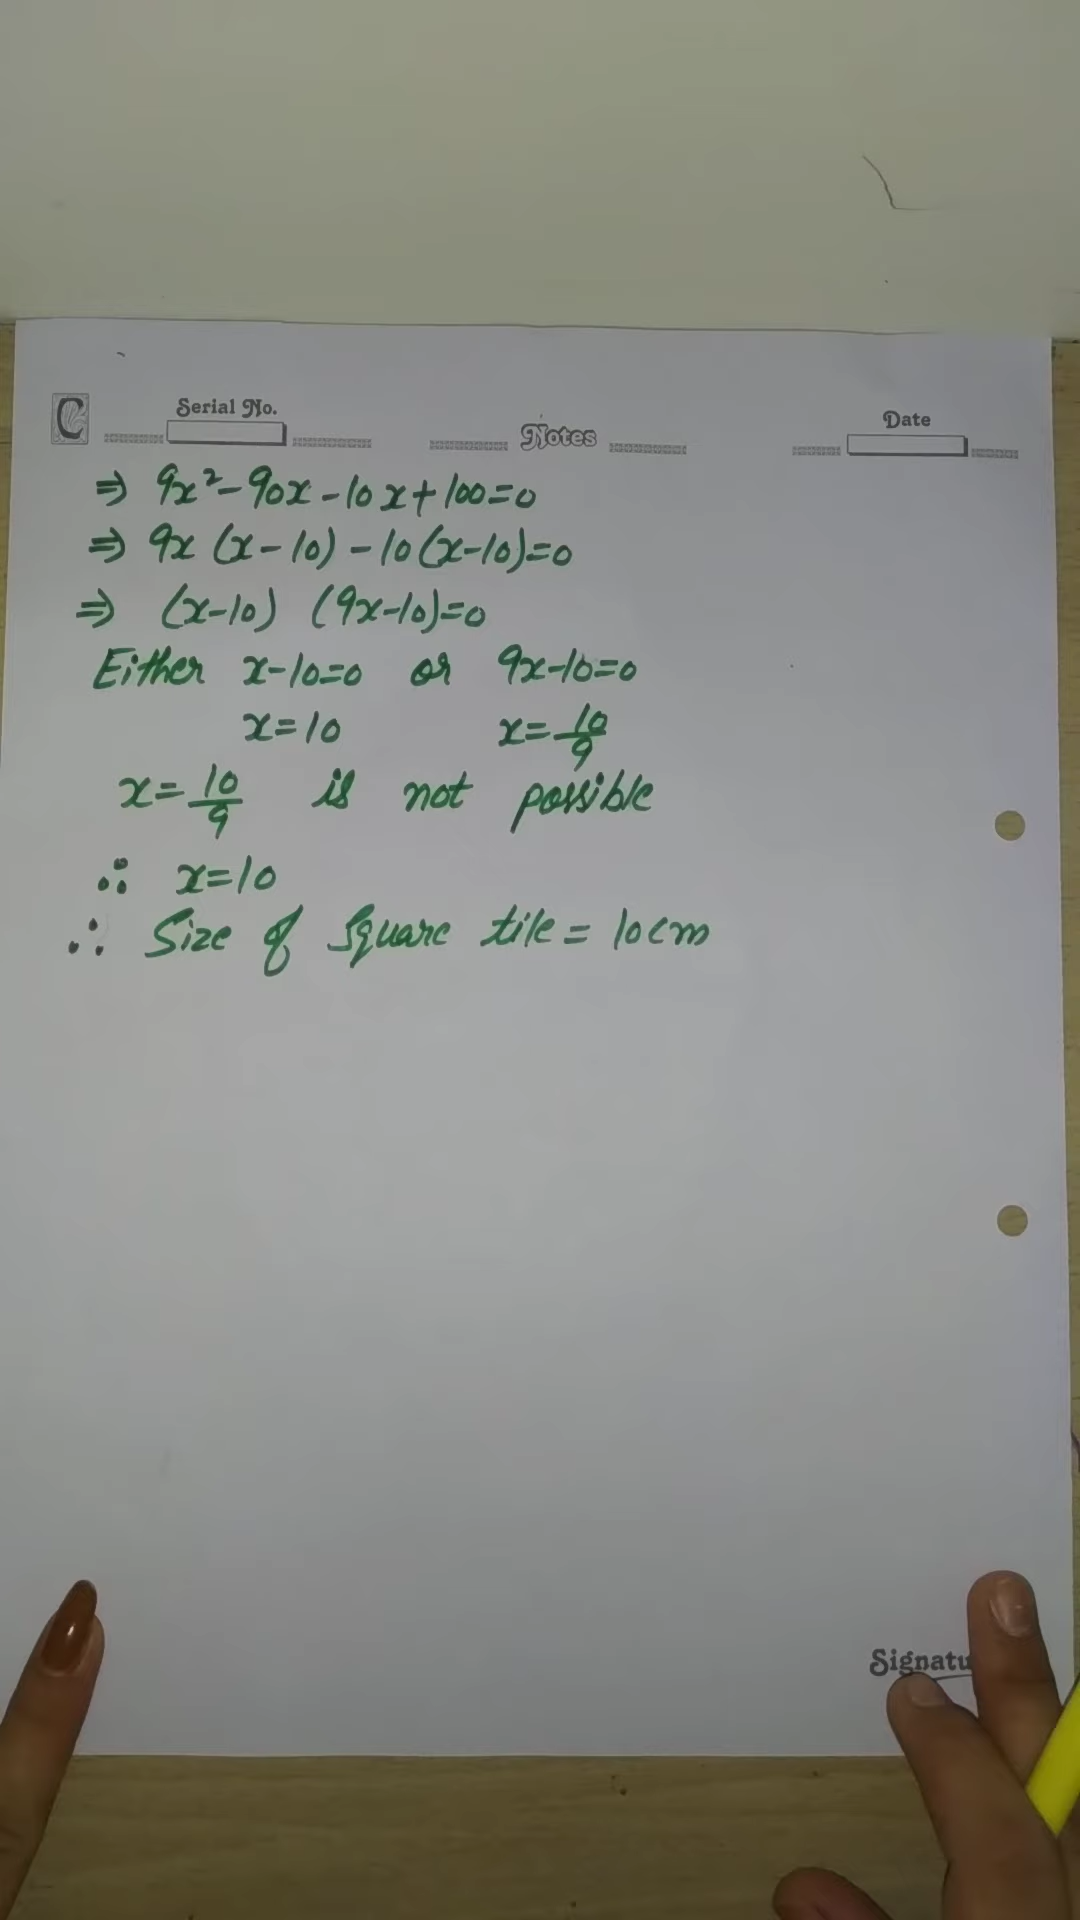 C Serial No. Notes Date
⇒ 9x²-90x-10x+100=0
⇒ 9x (x-10) -10(x-10)=0
⇒ (x-10) (9x-10)=0
Either x-10=0 or 9x-10=0
x=10 x=10/9
x=10/9 is not possible
∴ x=10
∴ Size of Square tile = 10cm
Signatu